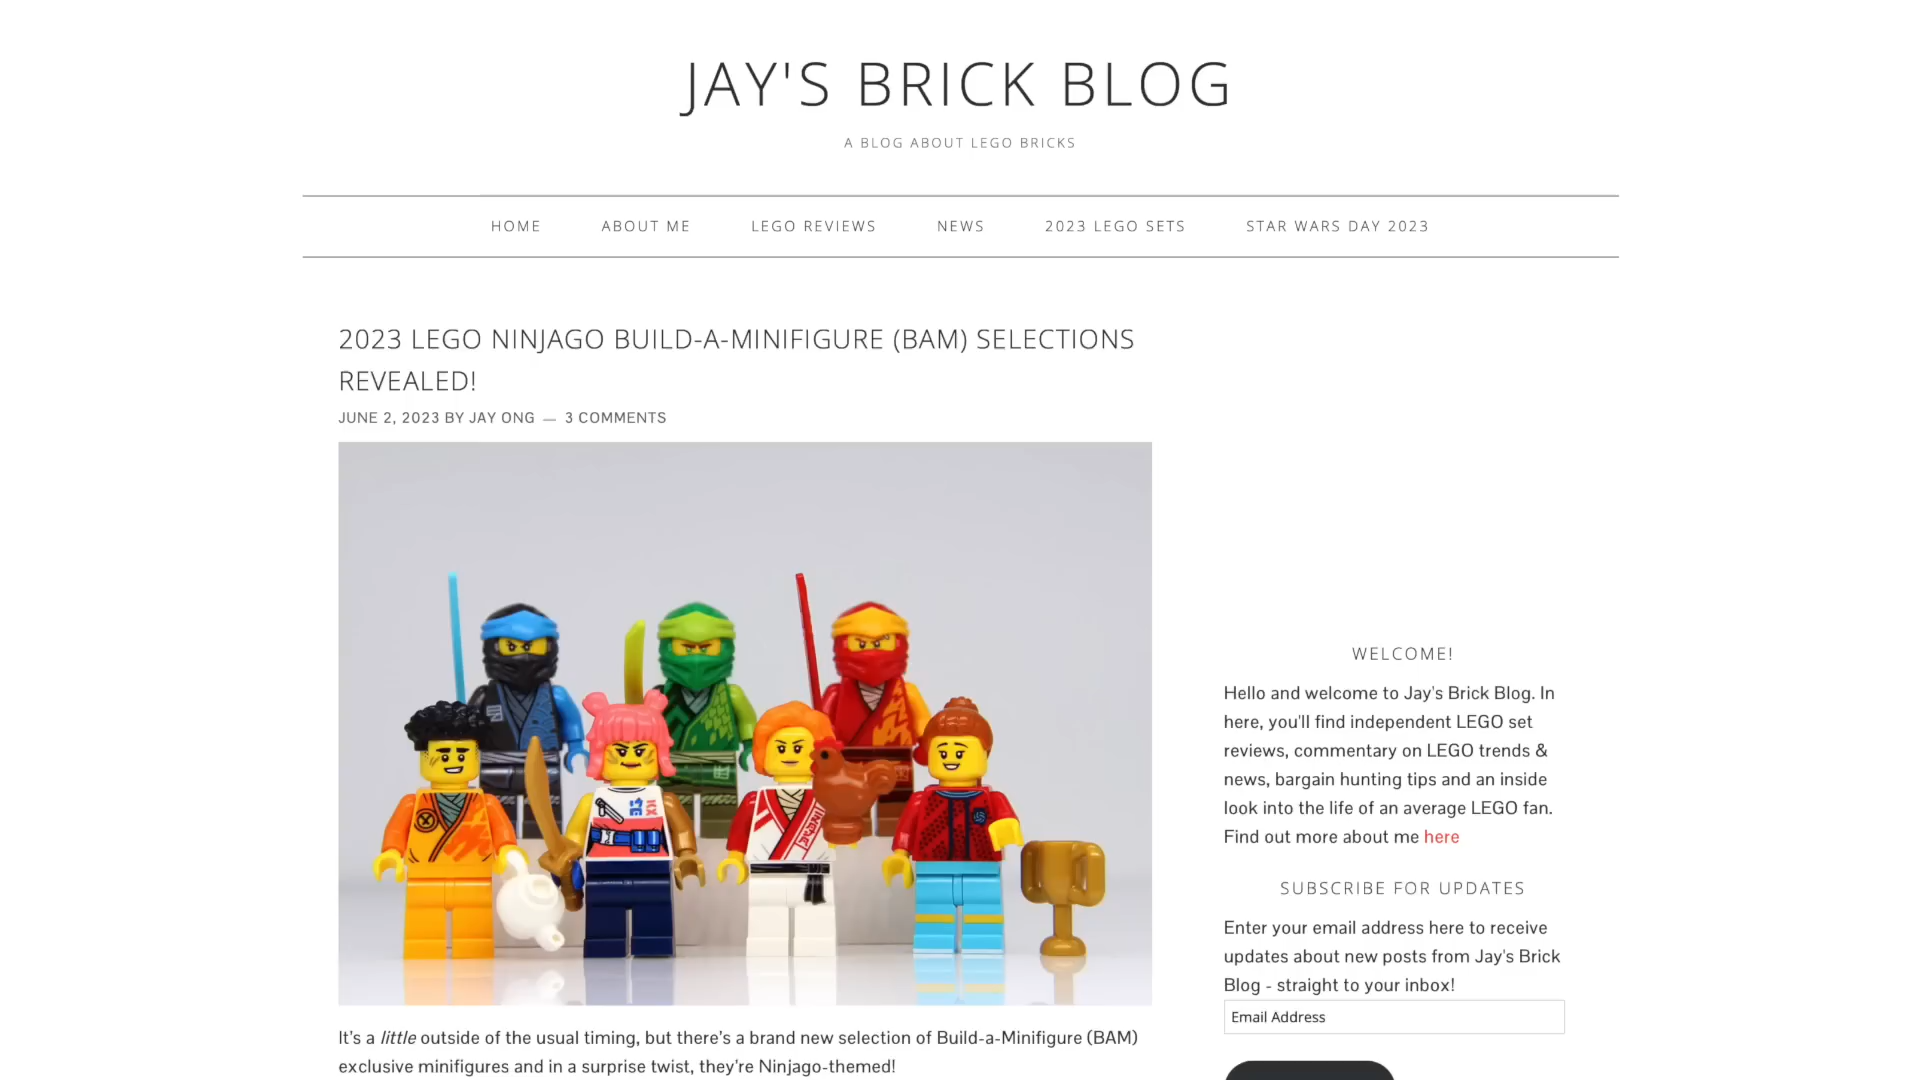 JAY'S BRICK BLOG
A BLOG ABOUT LEGO BRICKS
HOME
ABOUT ME
LEGO REVIEWS
NEWS
2023 LEGO SETS
STAR WARS DAY 2023
2023 LEGO NINJAGO BUILD-A-MINIFIGURE (BAM) SELECTIONS
REVEALED!
JUNE 2, 2023 BY JAY ONG — 3 COMMENTS
It's a little outside of the usual timing, but there's a brand new selection of Build-a-Minifigure (BAM)
exclusive minifigures and in a surprise twist, they're Ninjago-themed!
WELCOME!
Hello and welcome to Jay's Brick Blog. In
here, you'll find independent LEGO set
reviews, commentary on LEGO trends &
news, bargain hunting tips and an inside
look into the life of an average LEGO fan.
Find out more about me here
SUBSCRIBE FOR UPDATES
Enter your email address here to receive
updates about new posts from Jay's Brick
Blog - straight to your inbox!
Email Address